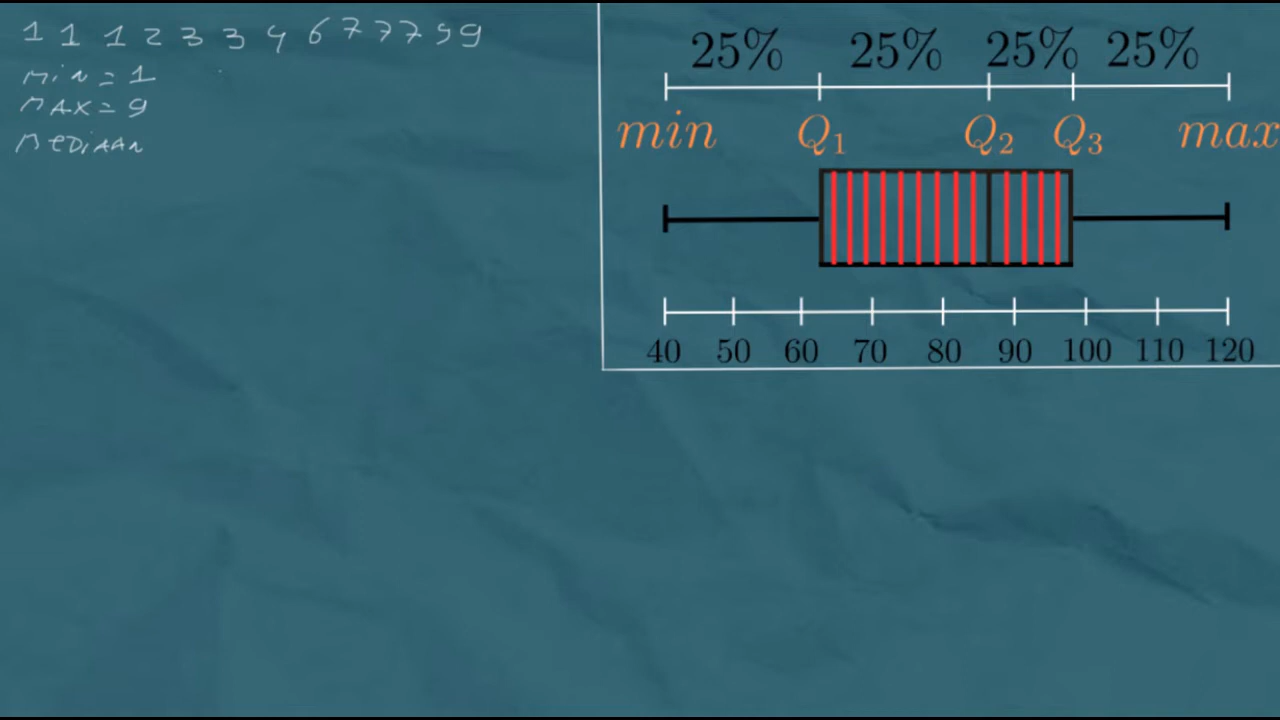 1 1 1 2 3 3 4 6 7 7 7 9 9
min = 1
MAX = 9
MEDIAAN
25% 25% 25% 25%
min Q1 Q2 Q3 max
40 50 60 70 80 90 100 110 120